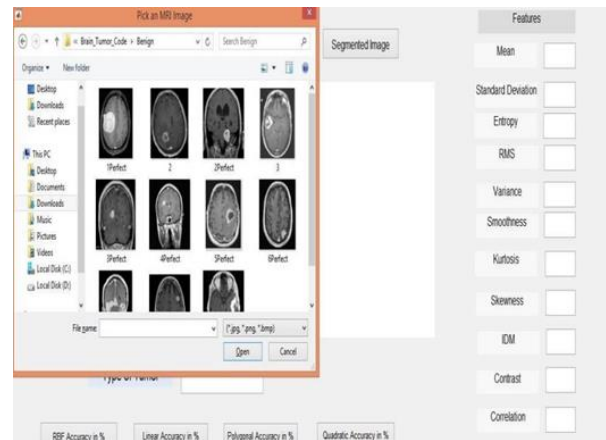 Pick an MRI Image
« Brain_Tumor_Code › Benign
Search Benign
Organize
New folder
Desktop
Downloads
Recent places
This PC
Desktop
Documents
Downloads
Music
Pictures
Videos
Local Disk (C:)
Local Disk (D:)
1Perfect
2
2Perfect
3
3Perfect
4Perfect
5Perfect
6Perfect
File name:
(*.jpg, *.png, *.bmp)
Open
Cancel
Type of Tumor
RBF Accuracy in %
Linear Accuracy in %
Polygonal Accuracy in %
Quadratic Accuracy in %
Segmented Image
Features
Mean
Standard Deviation
Entropy
RMS
Variance
Smoothness
Kurtosis
Skewness
IDM
Contrast
Correlation